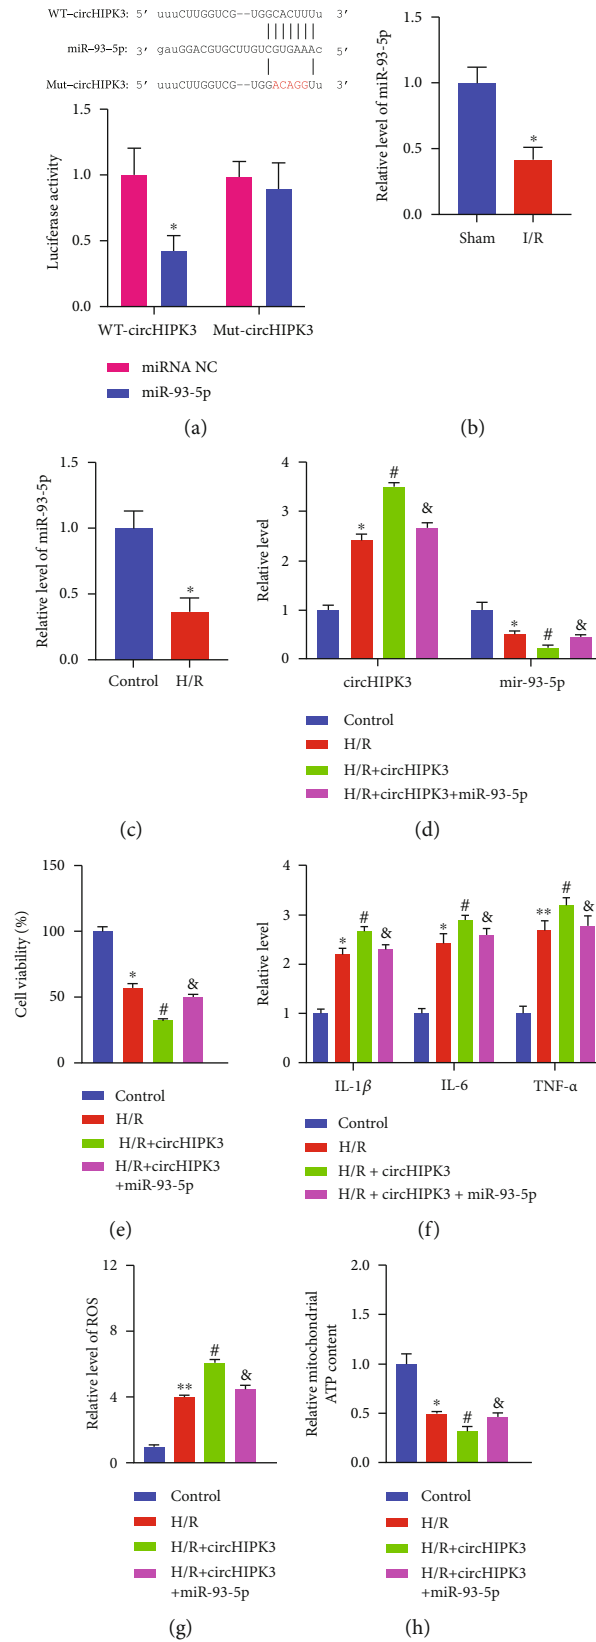 WT–circHIPK3: 5′ uuuCUUGGUCG--UGGCACUUUu 3′
miR–93–5p: 3′ gauGGACGUGCUUGUCGUGAAAc 5′
Mut–circHIPK3: 5′ uuuCUUGGUCG--UGGACAGGUu 3′
Luciferase activity
1.5
1.0
0.5
0.0
*
WT-circHIPK3 Mut-circHIPK3
miRNA NC
miR-93-5p
(a)
Relative level of miR-93-5p
1.5
1.0
0.5
0.0
*
Sham I/R
(b)
Relative level of miR-93-5p
1.5
1.0
0.5
0.0
*
Control H/R
(c)
Relative level
4
3
2
1
0
* # &
* # &
circHIPK3 mir-93-5p
Control
H/R
H/R+circHIPK3
H/R+circHIPK3+miR-93-5p
(d)
Cell viability (%)
150
100
50
0
* # &
Control
H/R
H/R+circHIPK3
H/R+circHIPK3
+miR-93-5p
(e)
Relative level
4
3
2
1
0
* # &
* # &
** # &
IL-1β IL-6 TNF-α
Control
H/R
H/R + circHIPK3
H/R + circHIPK3 + miR-93-5p
(f)
Relative level of ROS
12
8
4
0
** # &
Control
H/R
H/R+circHIPK3
H/R+circHIPK3
+miR-93-5p
(g)
Relative mitochondrial
ATP content
2.0
1.5
1.0
0.5
0.0
* # &
Control
H/R
H/R+circHIPK3
H/R+circHIPK3
+miR-93-5p
(h)